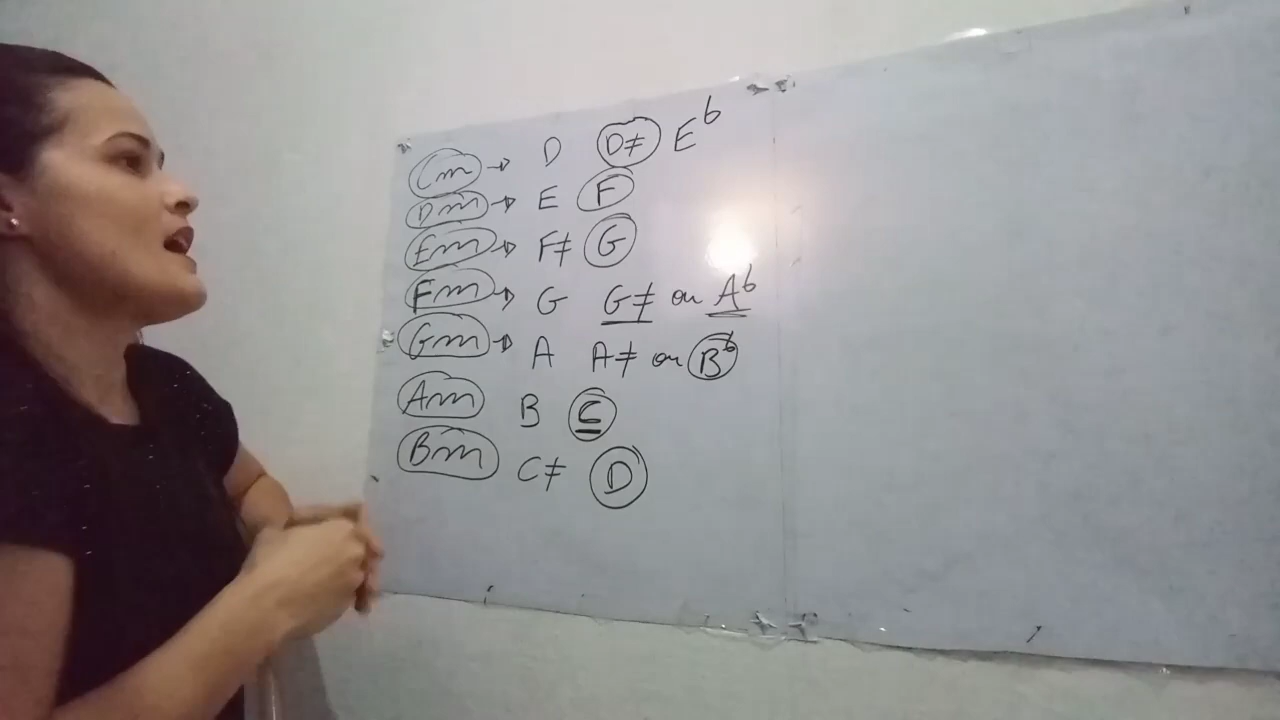 Cm → D D# E♭
Dm → E F
Em → F# G
Fm → G G# ou A♭
Gm → A A# ou B♭
Am B C
Bm C# D